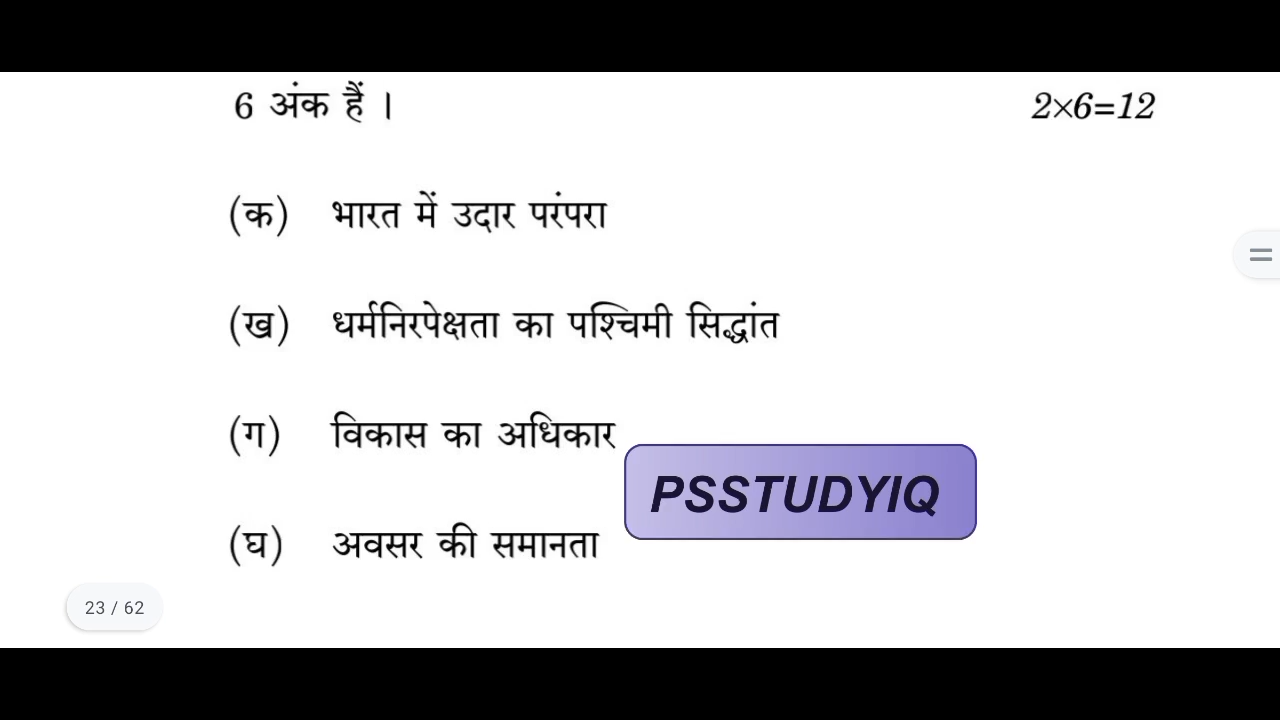 6 अंक हैं । 2×6=12
(क) भारत में उदार परंपरा
(ख) धर्मनिरपेक्षता का पश्चिमी सिद्धांत
(ग) विकास का अधिकार
PSSTUDYIQ
(घ) अवसर की समानता
23 / 62